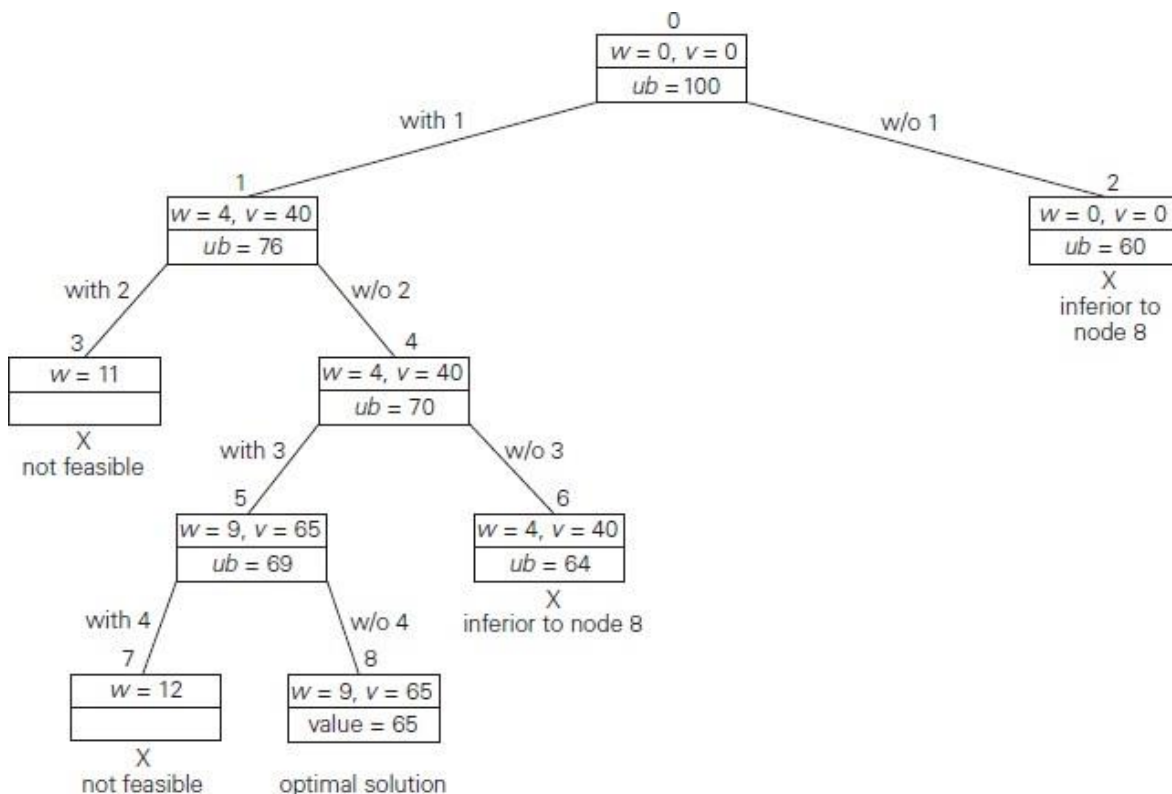 0
w = 0, v = 0
ub = 100
with 1
w/o 1
1
w = 4, v = 40
ub = 76
2
w = 0, v = 0
ub = 60
X
inferior to
node 8
with 2
w/o 2
3
w = 11
X
not feasible
4
w = 4, v = 40
ub = 70
with 3
w/o 3
5
w = 9, v = 65
ub = 69
6
w = 4, v = 40
ub = 64
X
inferior to node 8
with 4
w/o 4
7
w = 12
X
not feasible
8
w = 9, v = 65
value = 65
optimal solution